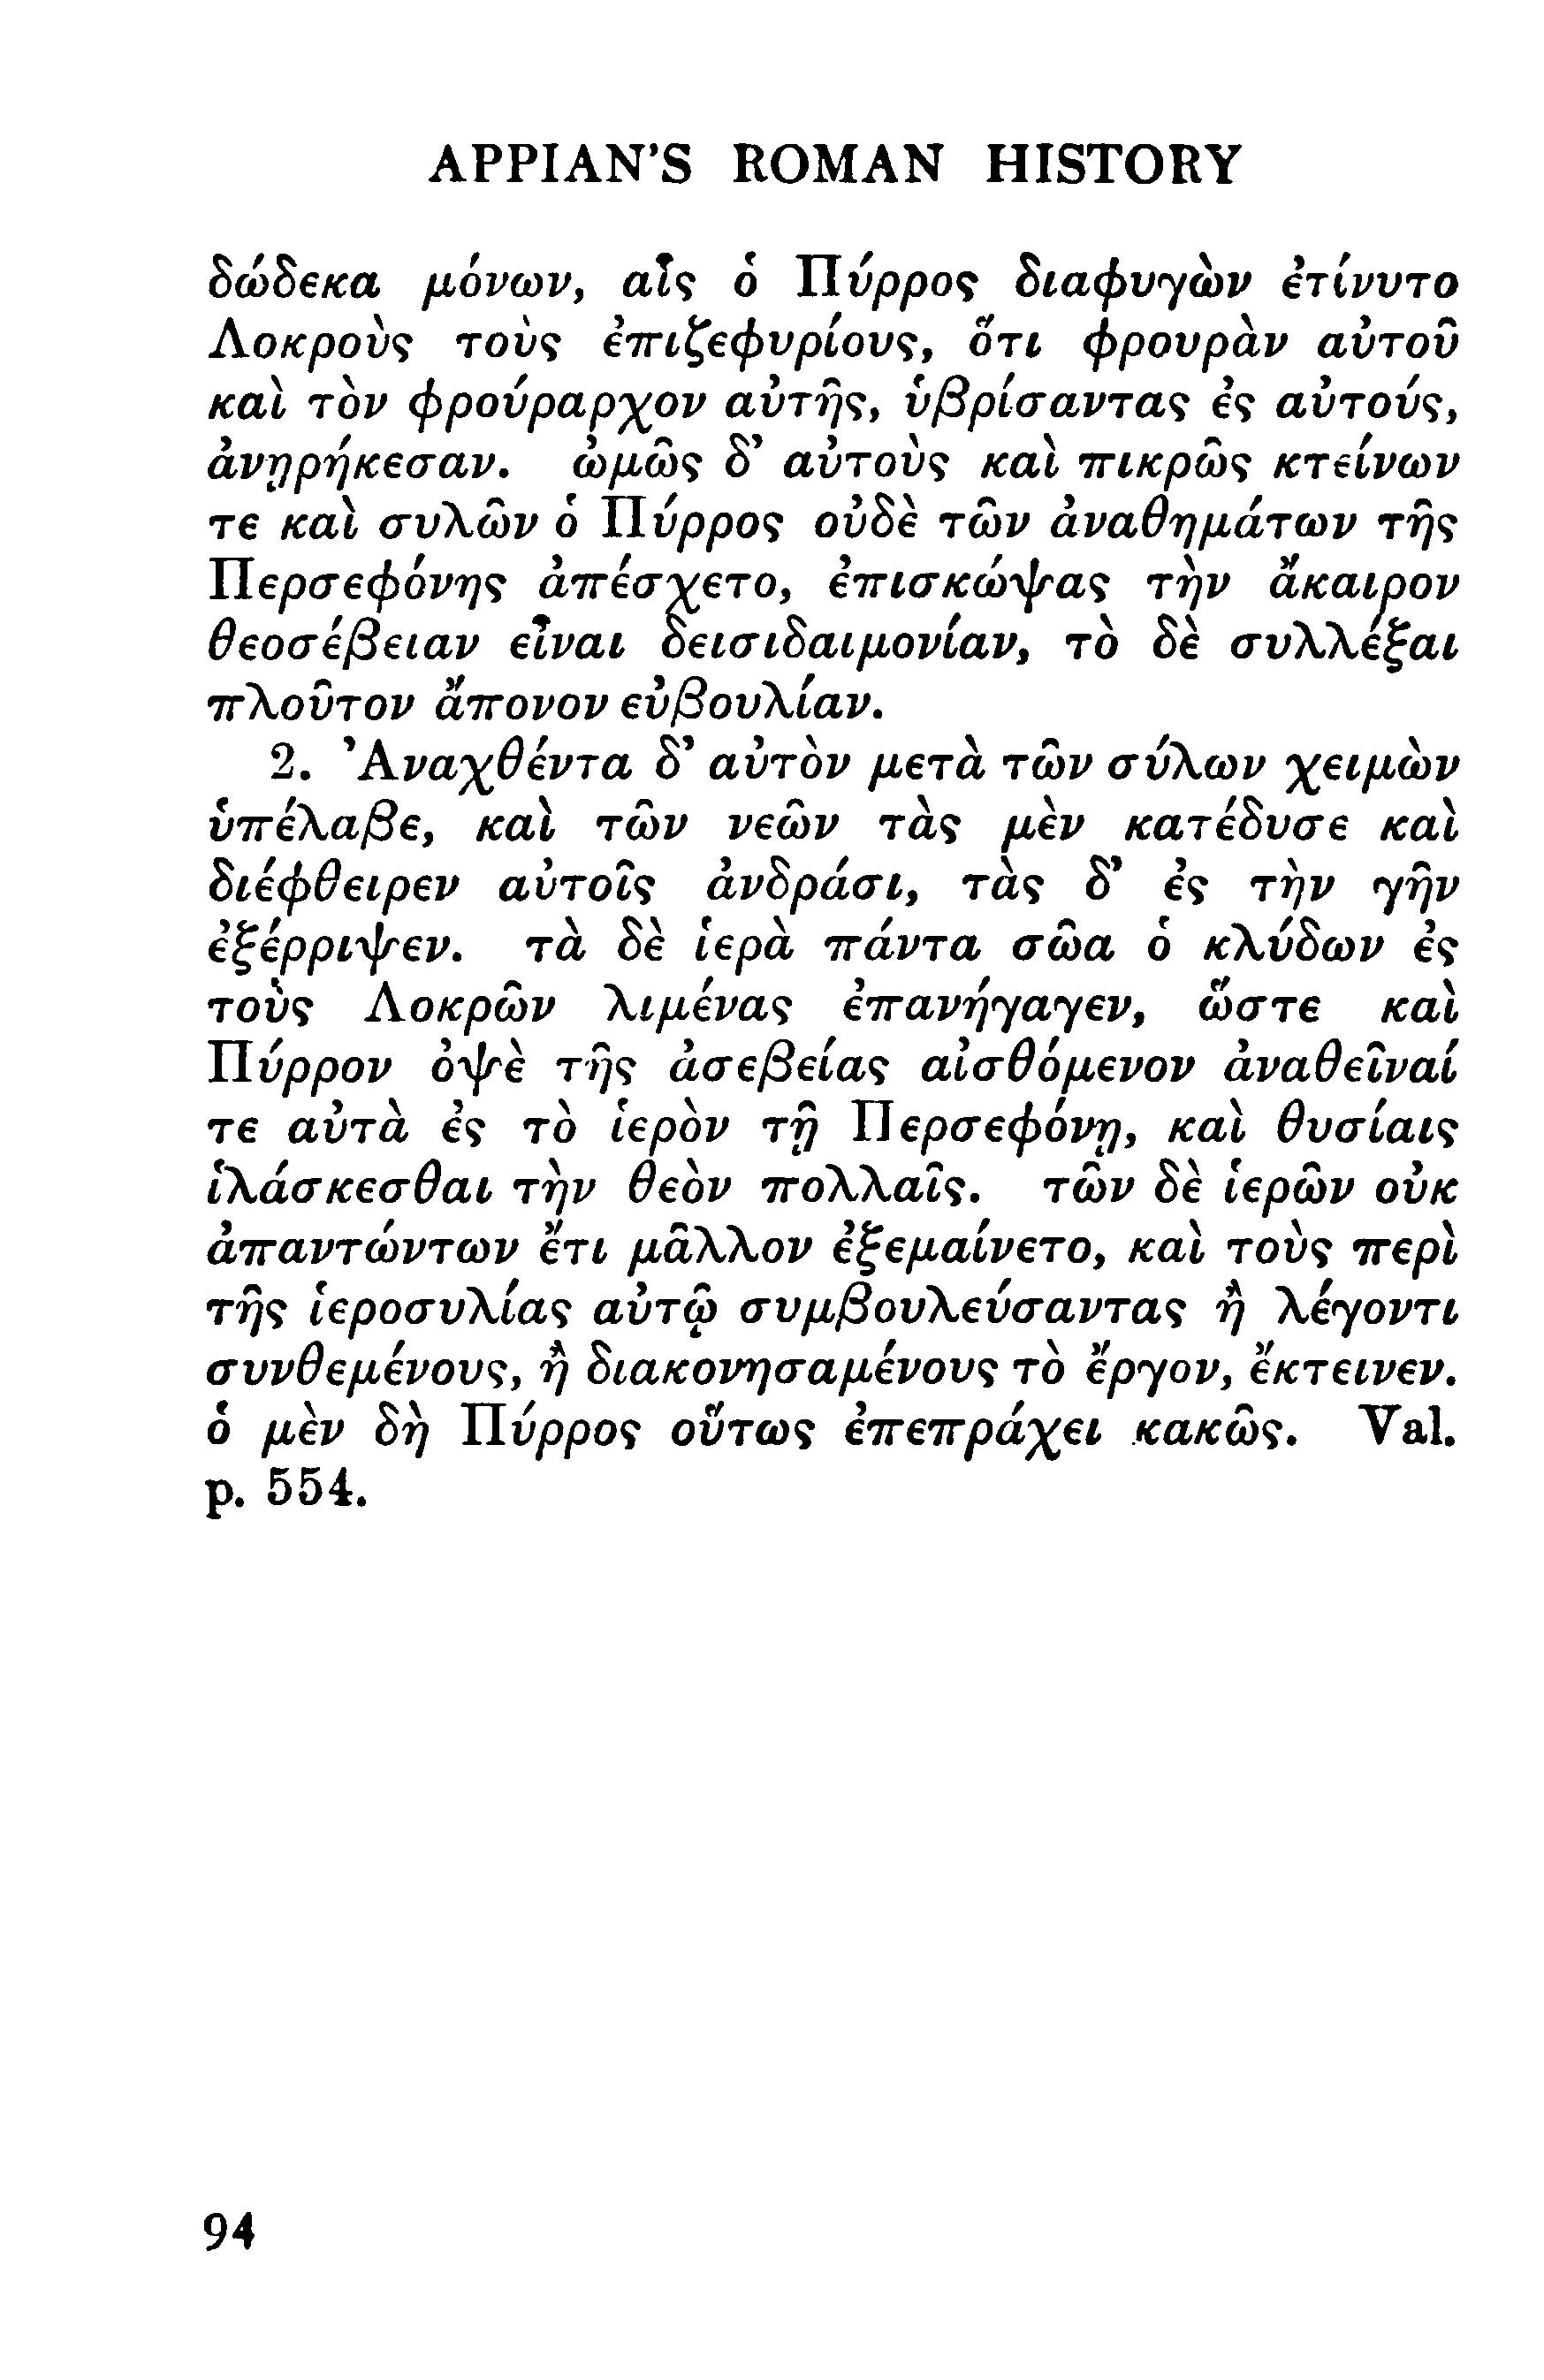 APPIAN'S ROMAN HISTORY
δώδεκα μόνων, αἷς ὁ Πύρρος διαφυγὼν ἐτίνυτο
Λοκροὺς τοὺς ἐπιζεφυρίους, ὅτι φρουρὰν αὐτοῦ
καὶ τὸν φρούραρχον αὐτῆς, ὑβρίσαντας ἐς αὐτούς,
ἀνῃρήκεσαν. ὠμῶς δ' αὐτοὺς καὶ πικρῶς κτείνων
τε καὶ συλῶν ὁ Πύρρος οὐδὲ τῶν ἀναθημάτων τῆς
Περσεφόνης ἀπέσχετο, ἐπισκώψας τὴν ἄκαιρον
θεοσέβειαν εἶναι δεισιδαιμονίαν, τὸ δὲ συλλέξαι
πλοῦτον ἄπονον εὐβουλίαν.
2. Ἀναχθέντα δ' αὐτὸν μετὰ τῶν σύλων χειμὼν
ὑπέλαβε, καὶ τῶν νεῶν τὰς μὲν κατέδυσε καὶ
διέφθειρεν αὐτοῖς ἀνδράσι, τὰς δ' ἐς τὴν γῆν
ἐξέρριψεν. τὰ δὲ ἱερὰ πάντα σῶα ὁ κλύδων ἐς
τοὺς Λοκρῶν λιμένας ἐπανήγαγεν, ὥστε καὶ
Πύρρον ὀψὲ τῆς ἀσεβείας αἰσθόμενον ἀναθεῖναί
τε αὐτὰ ἐς τὸ ἱερὸν τῇ Περσεφόνῃ, καὶ θυσίαις
ἱλάσκεσθαι τὴν θεὸν πολλαῖς. τῶν δὲ ἱερῶν οὐκ
ἀπαντώντων ἔτι μᾶλλον ἐξεμαίνετο, καὶ τοὺς περὶ
τῆς ἱεροσυλίας αὐτῷ συμβουλεύσαντας ἢ λέγοντι
συνθεμένους, ἢ διακονησαμένους τὸ ἔργον, ἔκτεινεν.
ὁ μὲν δὴ Πύρρος οὕτως ἐπεπράχει κακῶς. Val.
p. 554.
94